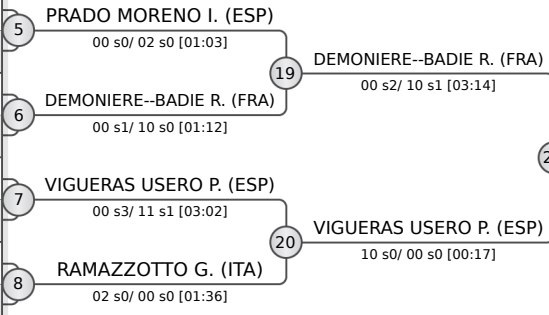 5
PRADO MORENO I. (ESP)
00 s0/ 02 s0 [01:03]
19
DEMONIERE--BADIE R. (FRA)
00 s2/ 10 s1 [03:14]
6
DEMONIERE--BADIE R. (FRA)
00 s1/ 10 s0 [01:12]
7
VIGUERAS USERO P. (ESP)
00 s3/ 11 s1 [03:02]
20
VIGUERAS USERO P. (ESP)
10 s0/ 00 s0 [00:17]
8
RAMAZZOTTO G. (ITA)
02 s0/ 00 s0 [01:36]